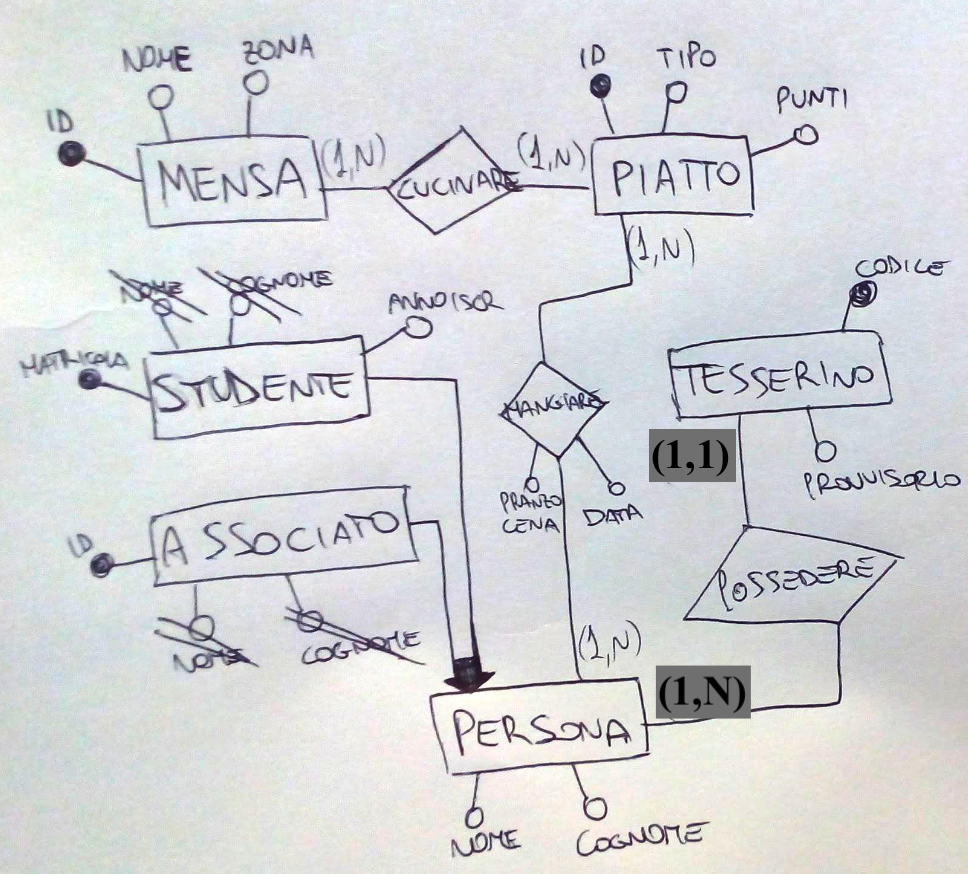 NOME
ZONA
ID
MENSA
(1,N)
CUCINARE
(1,N)
ID
TIPO
PUNTI
PIATTO
(1,N)
NOME
COGNOME
ANNOISCR
MATRICOLA
STUDENTE
MANGIARE
PRANZO
CENA
DATA
CODICE
TESSERINO
(1,1)
PROVVISORIO
POSSEDERE
ID
ASSOCIATO
NOME
COGNOME
(1,N)
(1,N)
PERSONA
NOME
COGNOME